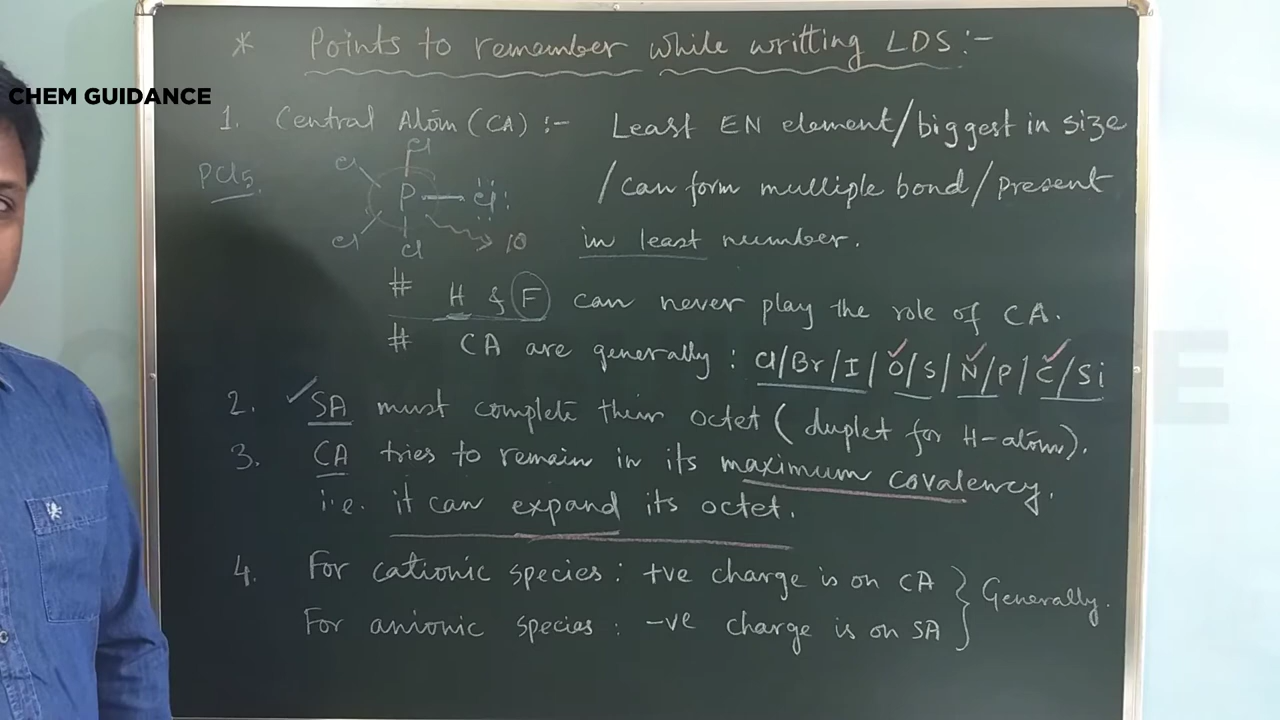 * Points to remember while writting LDS :-
CHEM GUIDANCE
1. Central Atom (CA) :- Least EN element/biggest in size
PCl5.
Cl
Cl
P
Cl
Cl
Cl
10
/can form multiple bond/present
in least number.
# H & F can never play the role of CA.
# CA are generally : Cl/Br/I/O/S/N/P/C/Si
2. SA must complete their octet (duplet for H-atom).
3. CA tries to remain in its maximum covalency.
i.e. it can expand its octet.
4. For cationic species : +ve charge is on CA
For anionic species : -ve charge is on SA
} Generally.